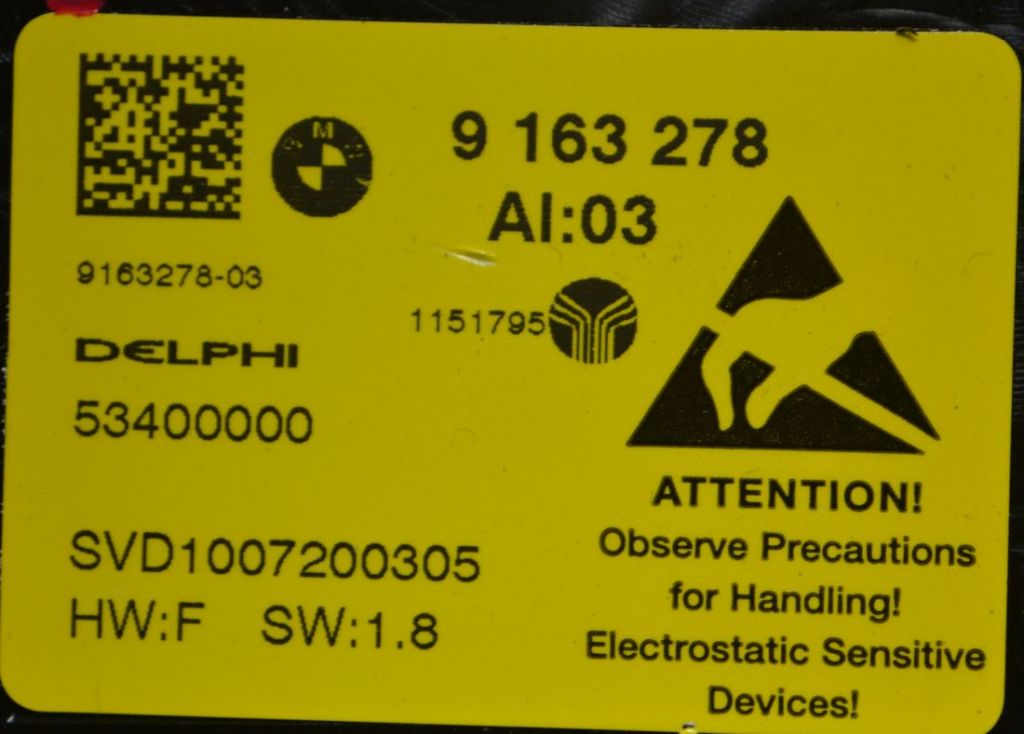 M
9 163 278
AI:03
9163278-03
1151795
DELPHI
53400000
SVD1007200305
HW:F SW:1.8
ATTENTION!
Observe Precautions
for Handling!
Electrostatic Sensitive
Devices!